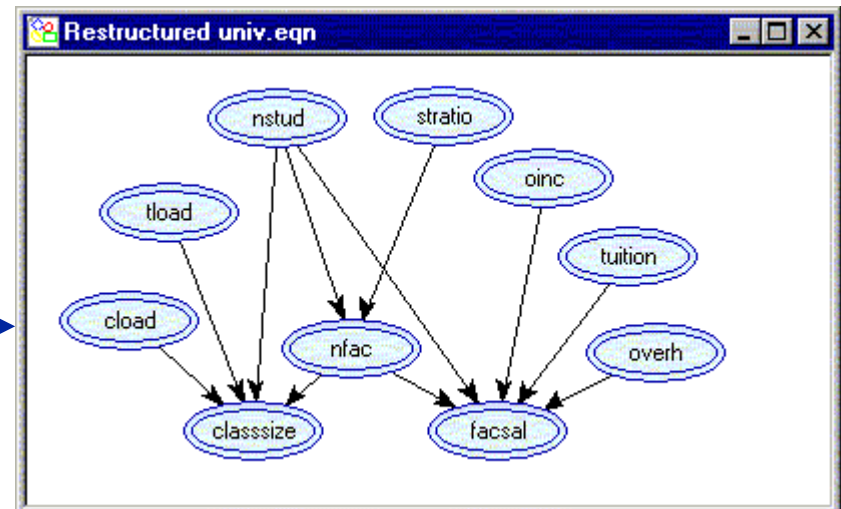 Restructured univ.eqn
nstud
stratio
oinc
tload
tuition
cload
nfac
overh
classsize
facsal